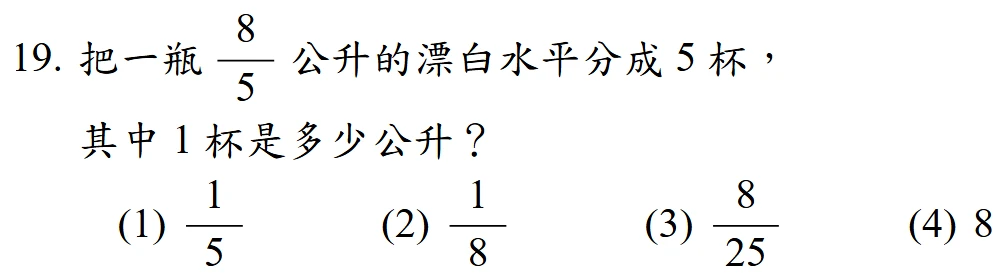 19. 把一瓶 8/5 公升的漂白水平分成 5 杯，
其中 1 杯是多少公升？
(1) 1/5 (2) 1/8 (3) 8/25 (4) 8